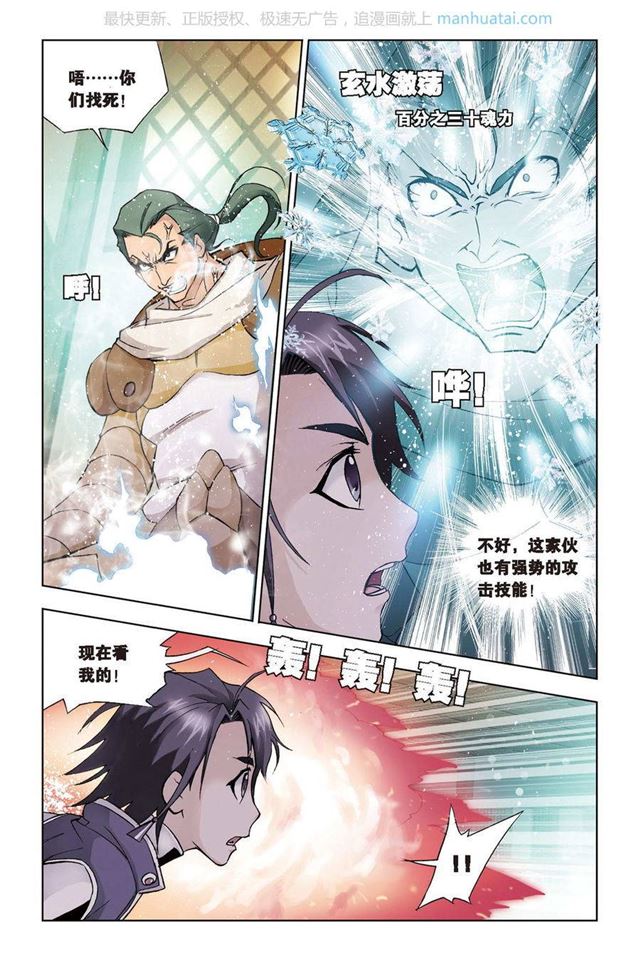 最快更新、正版授权、极速无广告，追漫画就上 manhuatai.com
唔……你
们找死！
呼！
玄水激荡
百分之三十魂力
哗！
不好，这家伙
也有强势的攻
击技能！
现在看
我的！
轰！轰！轰！
！！